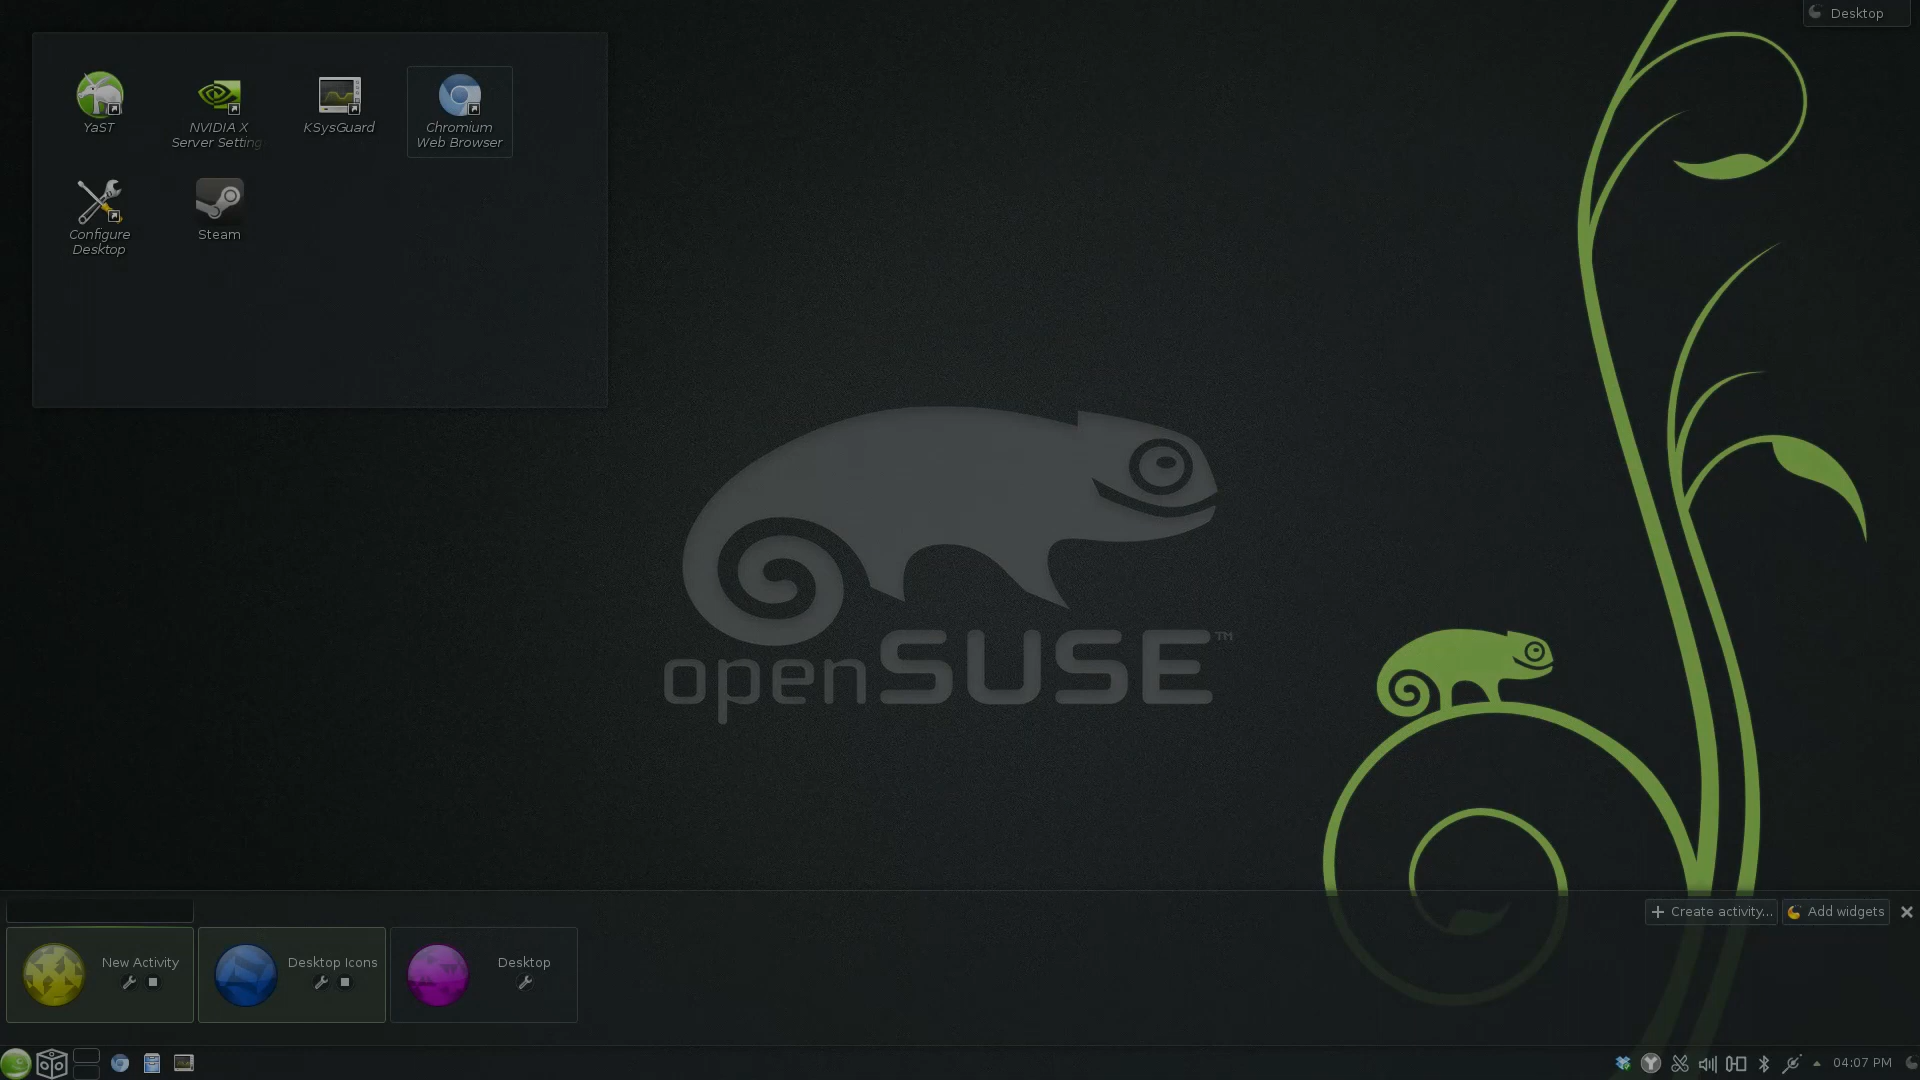 Desktop
YaST
NVIDIA X
Server Setting
KSysGuard
Chromium
Web Browser
Configure
Desktop
Steam
openSUSE™
Create activity...
Add widgets
New Activity
Desktop Icons
Desktop
04:07 PM